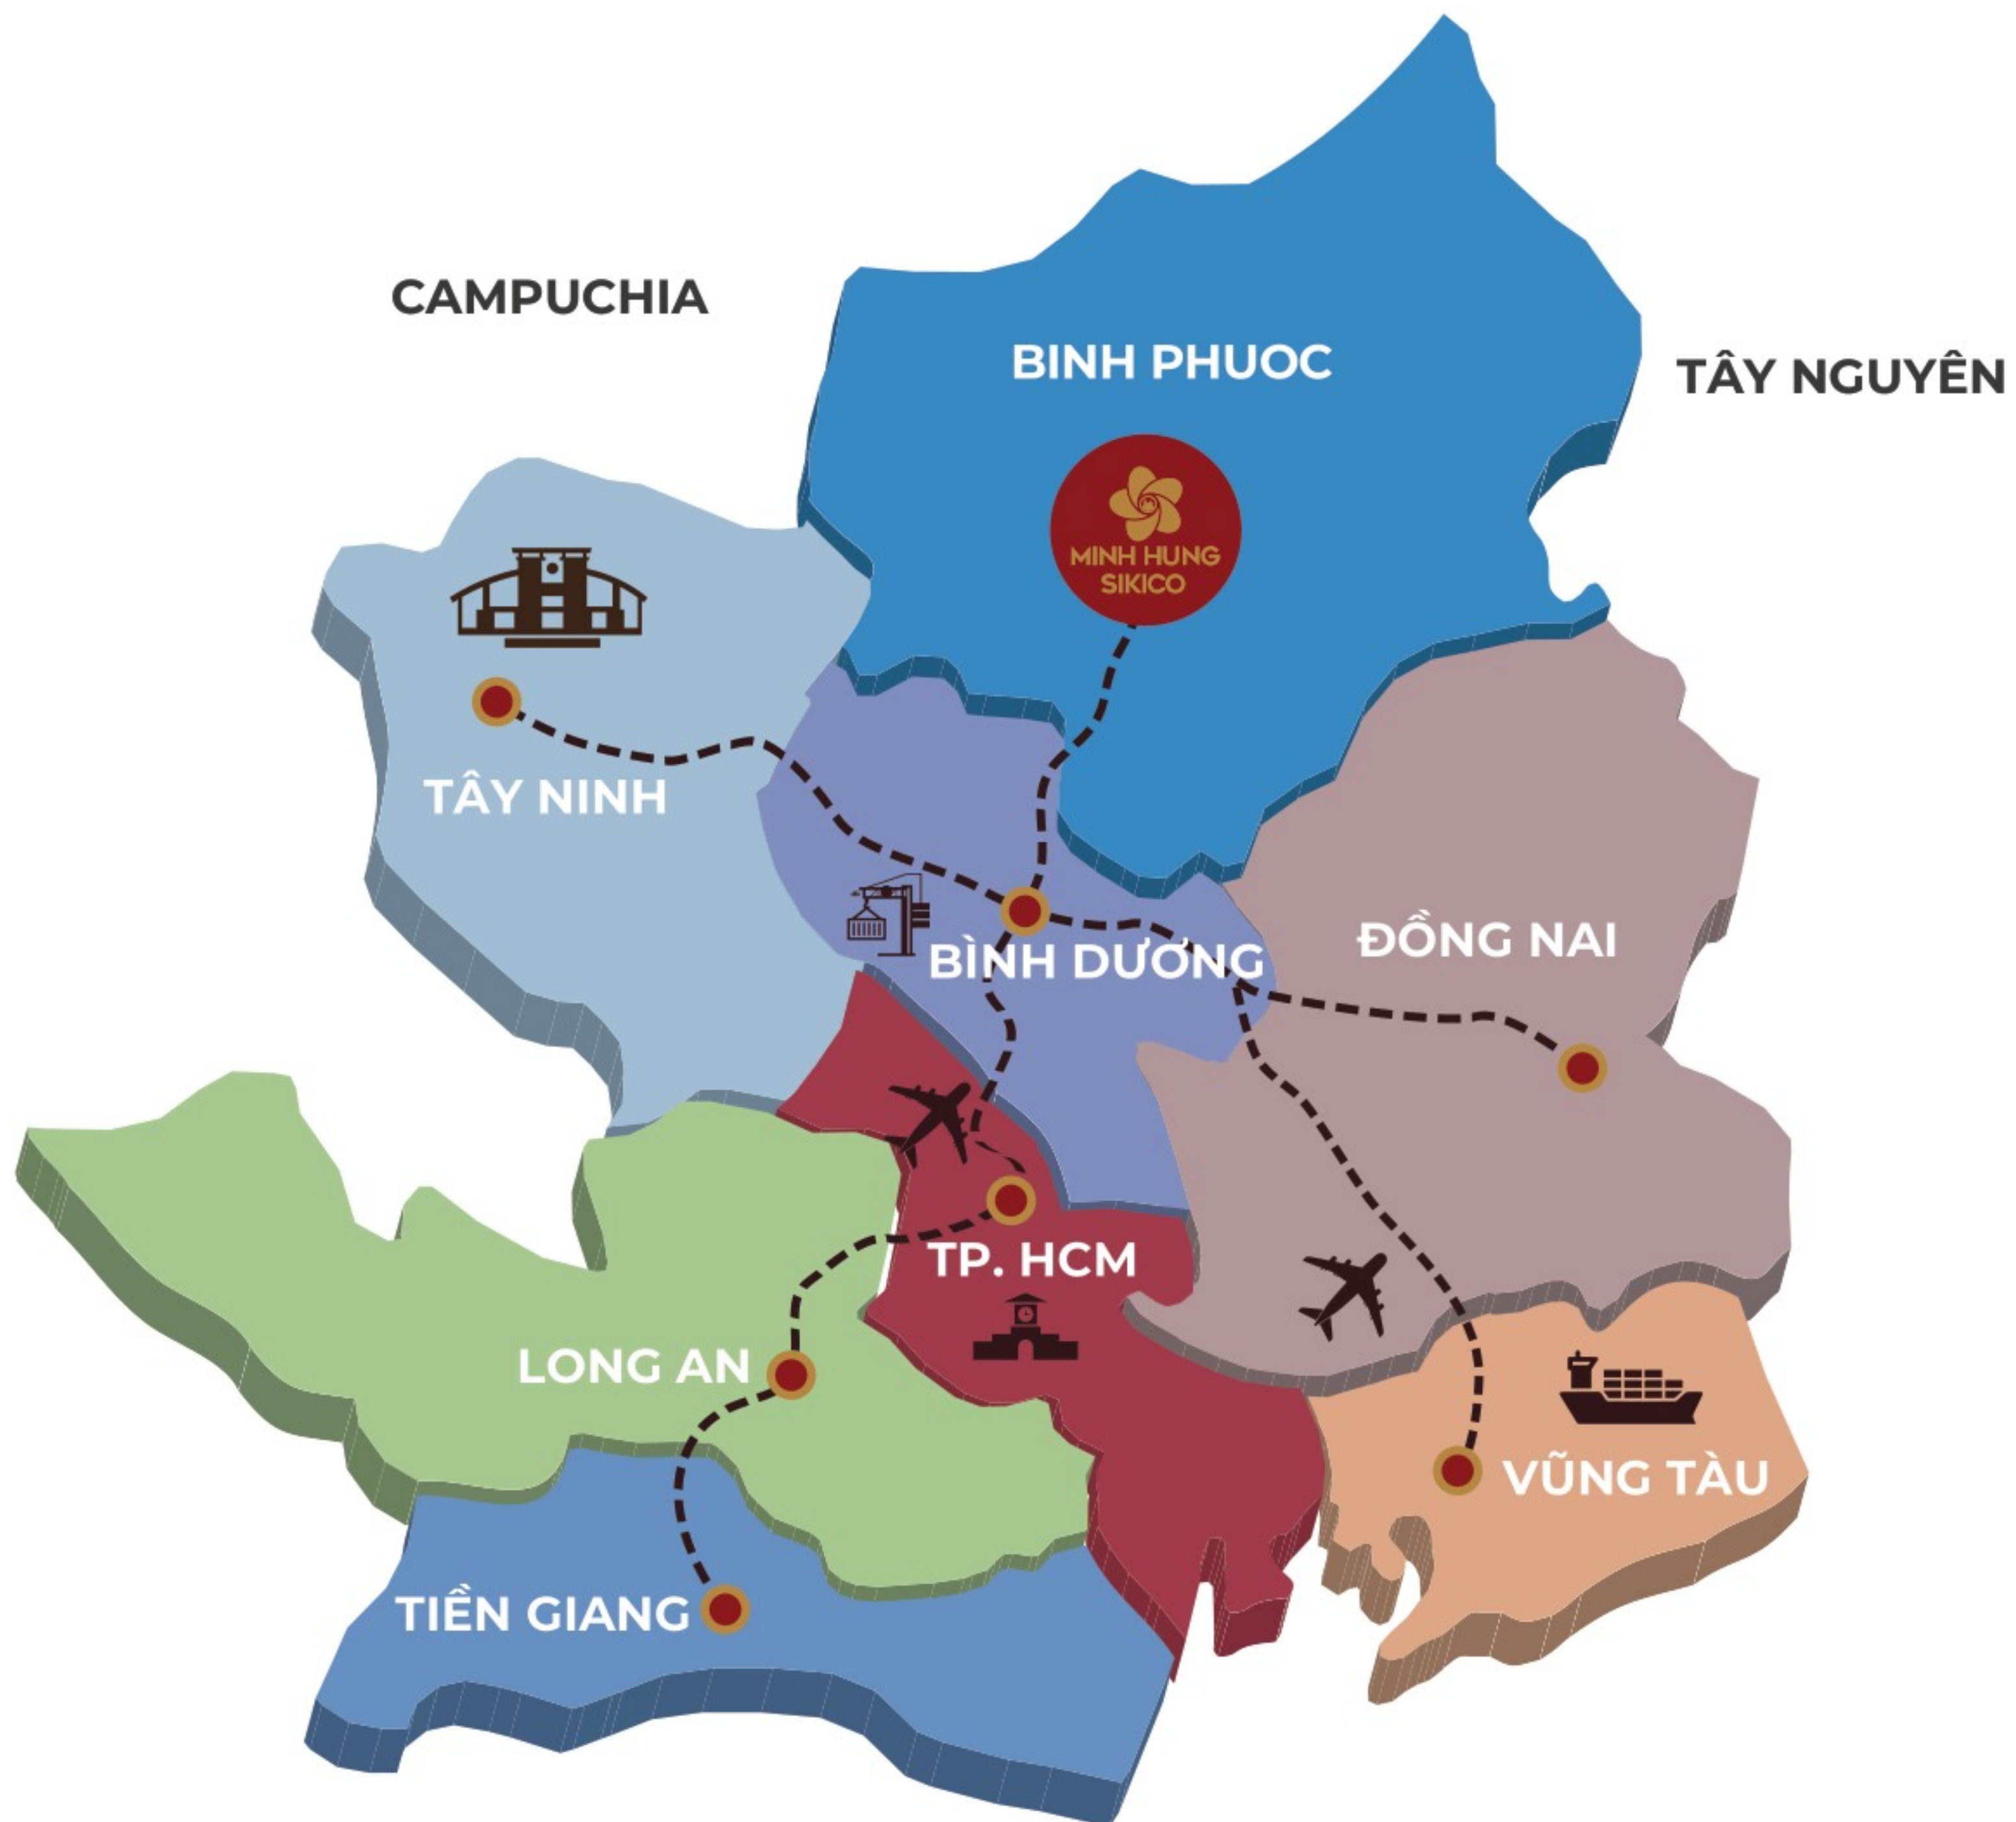 CAMPUCHIA
BINH PHUOC
TÂY NGUYÊN
MINH HUNG
SIKICO
TÂY NINH
ĐỒNG NAI
BÌNH DƯƠNG
TP. HCM
LONG AN
VŨNG TÀU
TIỀN GIANG